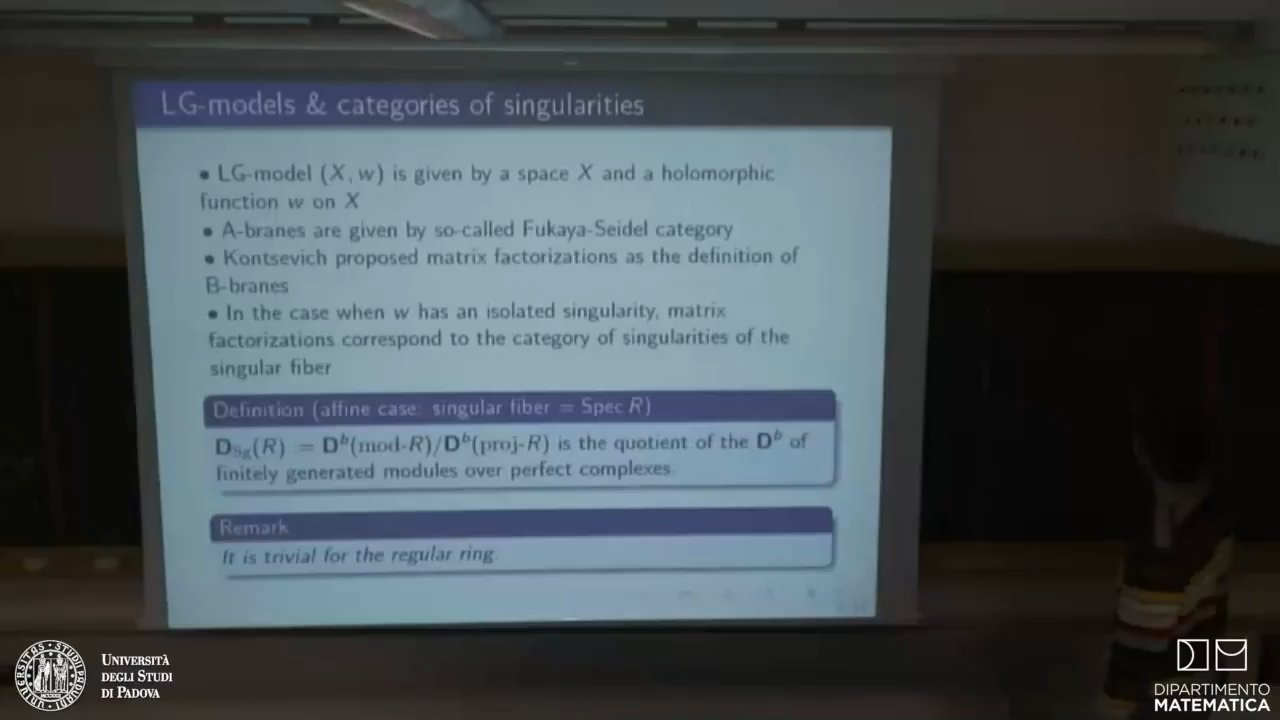 LG-models & categories of singularities
• LG-model (X, w) is given by a space X and a holomorphic
function w on X
• A-branes are given by so-called Fukaya-Seidel category
• Kontsevich proposed matrix factorizations as the definition of
B-branes
• In the case when w has an isolated singularity, matrix
factorizations correspond to the category of singularities of the
singular fiber
Definition (affine case: singular fiber = Spec R)
D_Sg(R) := D^b(mod-R)/D^b(proj-R) is the quotient of the D^b of
finitely generated modules over perfect complexes.
Remark
It is trivial for the regular ring.
UNIVERSITÀ
DEGLI STUDI
DI PADOVA
DIPARTIMENTO
MATEMATICA